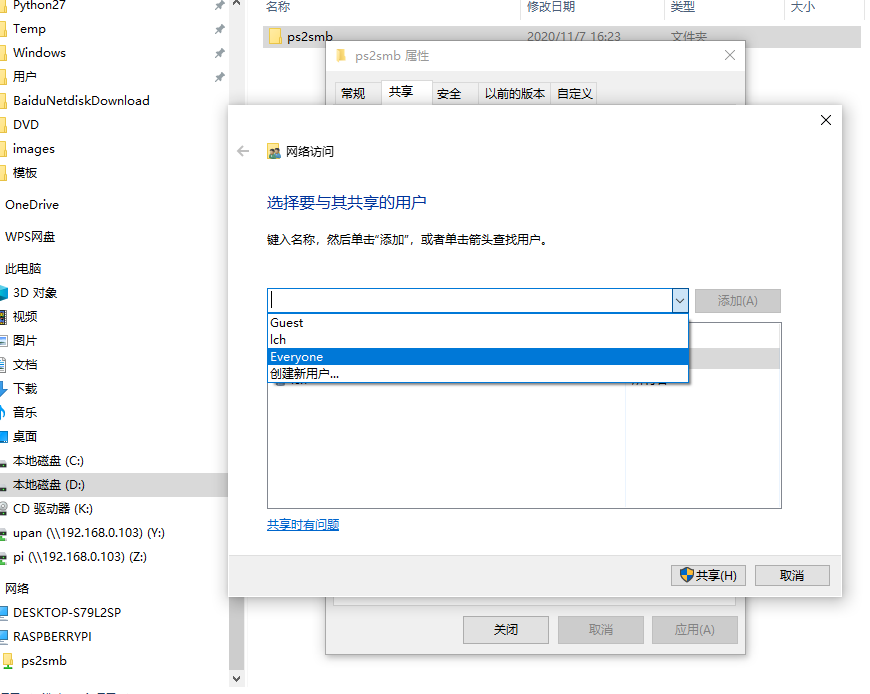 Python27
Temp
Windows
用户
BaiduNetdiskDownload
DVD
images
模板
OneDrive
WPS网盘
此电脑
3D 对象
视频
图片
文档
下载
音乐
桌面
本地磁盘 (C:)
本地磁盘 (D:)
CD 驱动器 (K:)
upan (\\192.168.0.103) (Y:)
pi (\\192.168.0.103) (Z:)
网络
DESKTOP-S79L2SP
RASPBERRYPI
ps2smb
名称 修改日期 类型 大小
ps2smb 2020/11/7 16:23 文件夹
ps2smb 属性
常规 共享 安全 以前的版本 自定义
网络访问
选择要与其共享的用户
键入名称，然后单击“添加”，或者单击箭头查找用户。
添加(A)
Guest
lch
Everyone
创建新用户...
共享时有问题
共享(H) 取消
关闭 取消 应用(A)